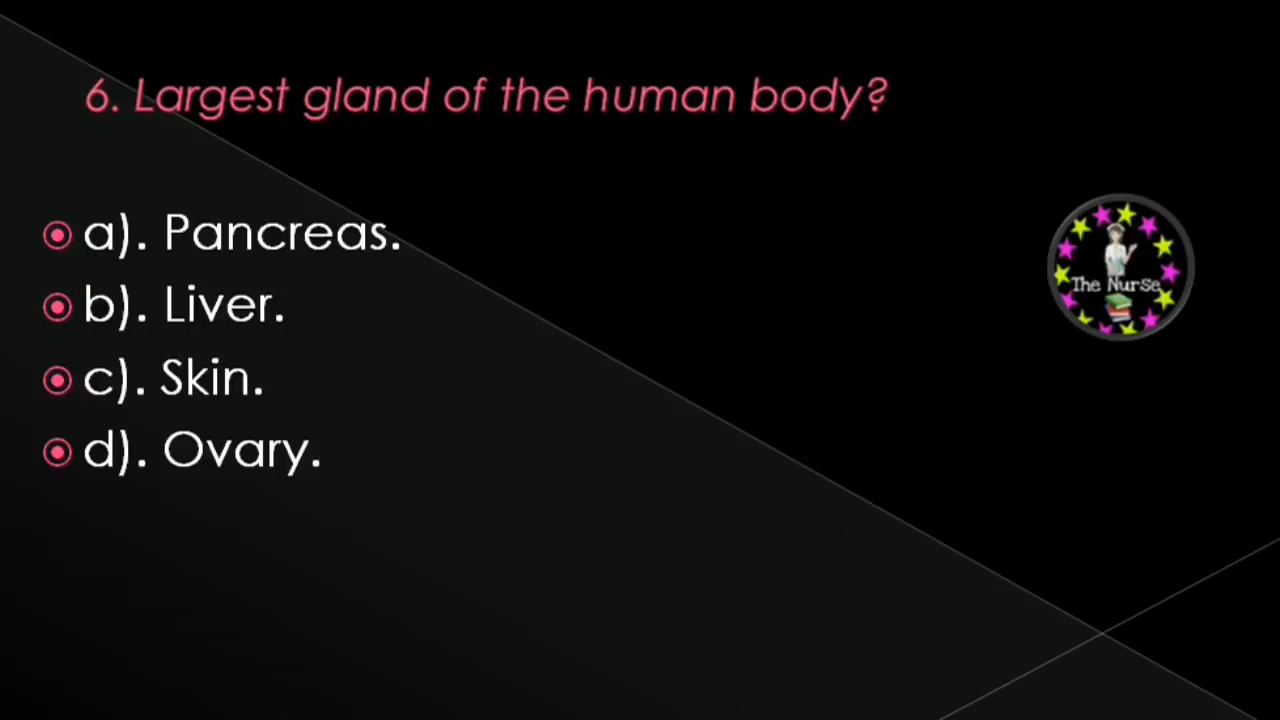 6. Largest gland of the human body?
a). Pancreas.
b). Liver.
c). Skin.
d). Ovary.
The Nurse